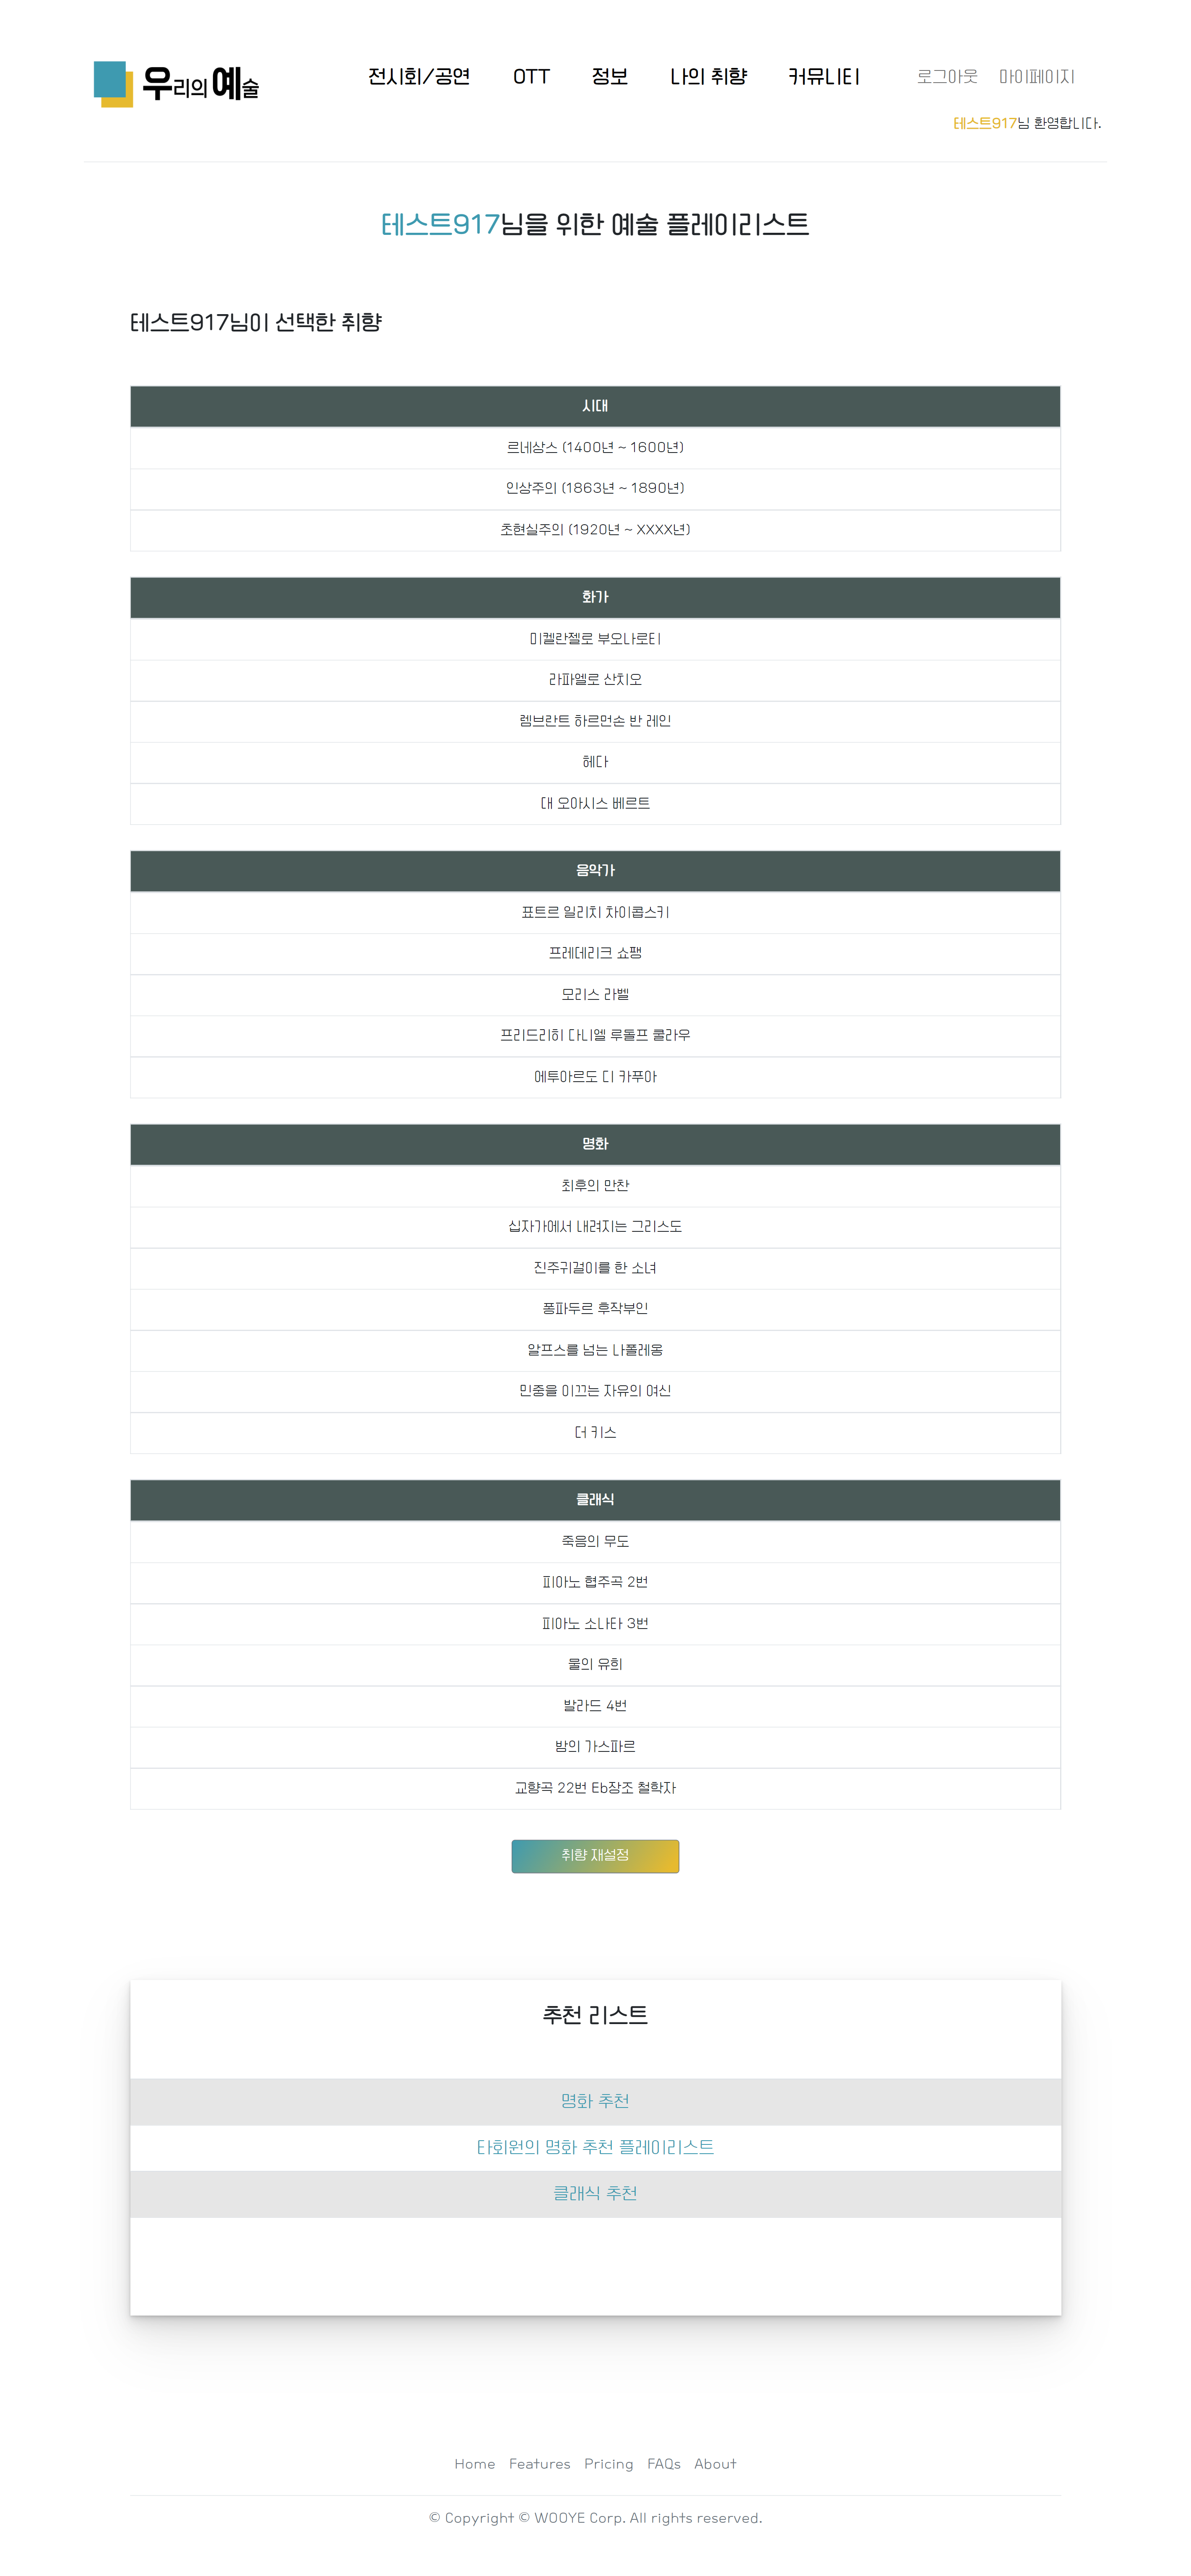 우리의 예술
전시회/공연 OTT 정보 나의 취향 커뮤니티 로그아웃 마이페이지
테스트917님 환영합니다.
테스트917님을 위한 예술 플레이리스트
테스트917님이 선택한 취향
시대
르네상스 (1400년 ~ 1600년)
인상주의 (1863년 ~ 1890년)
초현실주의 (1920년 ~ XXXX년)
화가
미켈란젤로 부오나로티
라파엘로 산치오
렘브란트 하르먼손 반 레인
헤다
대 오아시스 베르트
음악가
표트르 일리치 차이콥스키
프레데리크 쇼팽
모리스 라벨
프리드리히 다니엘 루돌프 쿨라우
에투아르도 디 카푸아
명화
최후의 만찬
십자가에서 내려지는 그리스도
진주귀걸이를 한 소녀
퐁파두르 후작부인
알프스를 넘는 나폴레옹
민중을 이끄는 자유의 여신
더 키스
클래식
죽음의 무도
피아노 협주곡 2번
피아노 소나타 3번
물의 유희
발라드 4번
밤의 가스파르
교향곡 22번 Eb장조 철학자
취향 재설정
추천 리스트
명화 추천
타회원의 명화 추천 플레이리스트
클래식 추천
Home Features Pricing FAQs About
© Copyright © WOOYE Corp. All rights reserved.